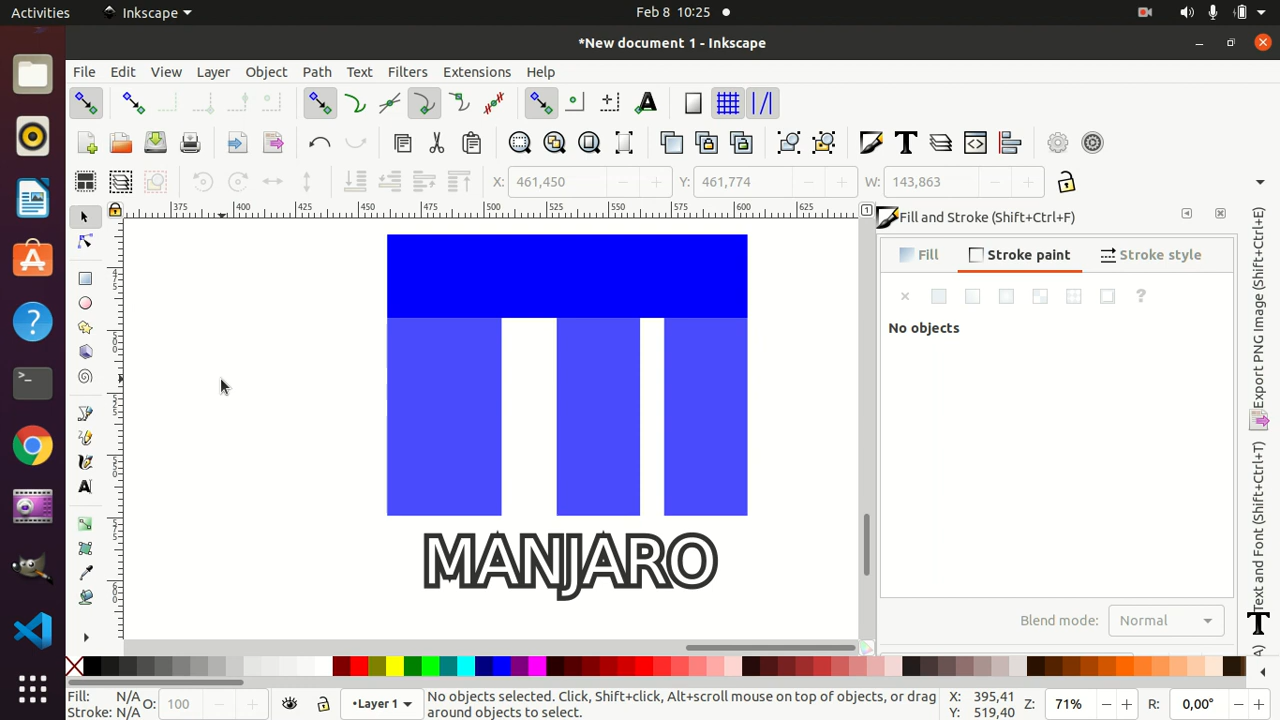 Activities Inkscape Feb 8 10:25
*New document 1 - Inkscape
File Edit View Layer Object Path Text Filters Extensions Help
X: 461,450 Y: 461,774 W: 143,863
375 400 425 450 475 500 525 550 575 600 625 1
Fill and Stroke (Shift+Ctrl+F)
Fill Stroke paint Stroke style
No objects
MANJARO
Blend mode: Normal
Export PNG Image (Shift+Ctrl+E)
Text and Font (Shift+Ctrl+T)
Fill: N/A O: 100 •Layer 1 No objects selected. Click, Shift+click, Alt+scroll mouse on top of objects, or drag X: 395,41 Z: 71% R: 0,00°
Stroke: N/A around objects to select. Y: 519,40